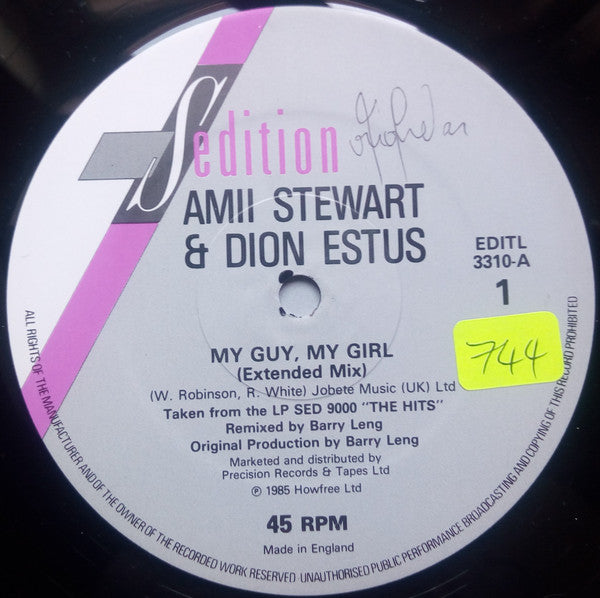 Sedition
AMII STEWART
& DION ESTUS
EDITL
3310-A
1
744
MY GUY, MY GIRL
(Extended Mix)
(W. Robinson, R. White) Jobete Music (UK) Ltd
Taken from the LP SED 9000 "THE HITS"
Remixed by Barry Leng
Original Production by Barry Leng
Marketed and distributed by
Precision Records & Tapes Ltd
℗ 1985 Howfree Ltd
45 RPM
Made in England
ALL RIGHTS OF THE MANUFACTURER AND OF THE OWNER OF THE RECORDED WORK RESERVED · UNAUTHORISED PUBLIC PERFORMANCE BROADCASTING AND COPYING OF THIS RECORD PROHIBITED